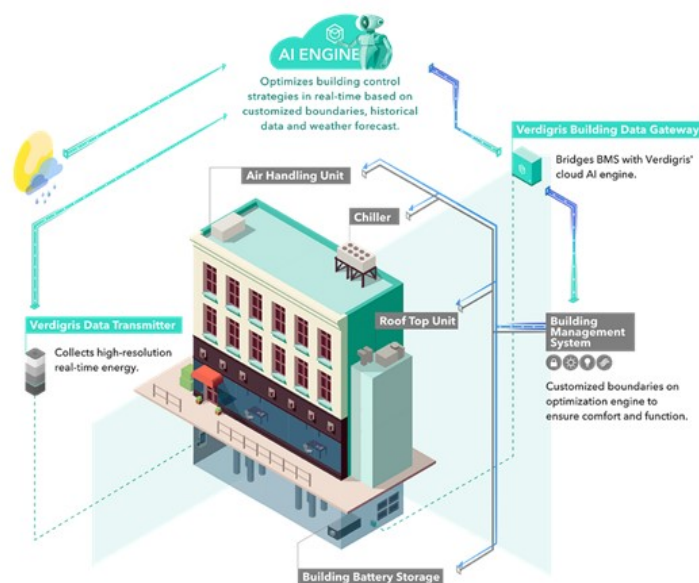 AI ENGINE
Optimizes building control
strategies in real-time based on
customized boundaries, historical
data and weather forecast.
Verdigris Building Data Gateway
Bridges BMS with Verdigris'
cloud AI engine.
Air Handling Unit
Chiller
Roof Top Unit
Verdigris Data Transmitter
Collects high-resolution
real-time energy.
Building
Management
System
Customized boundaries on
optimization engine to
ensure comfort and function.
Building Battery Storage